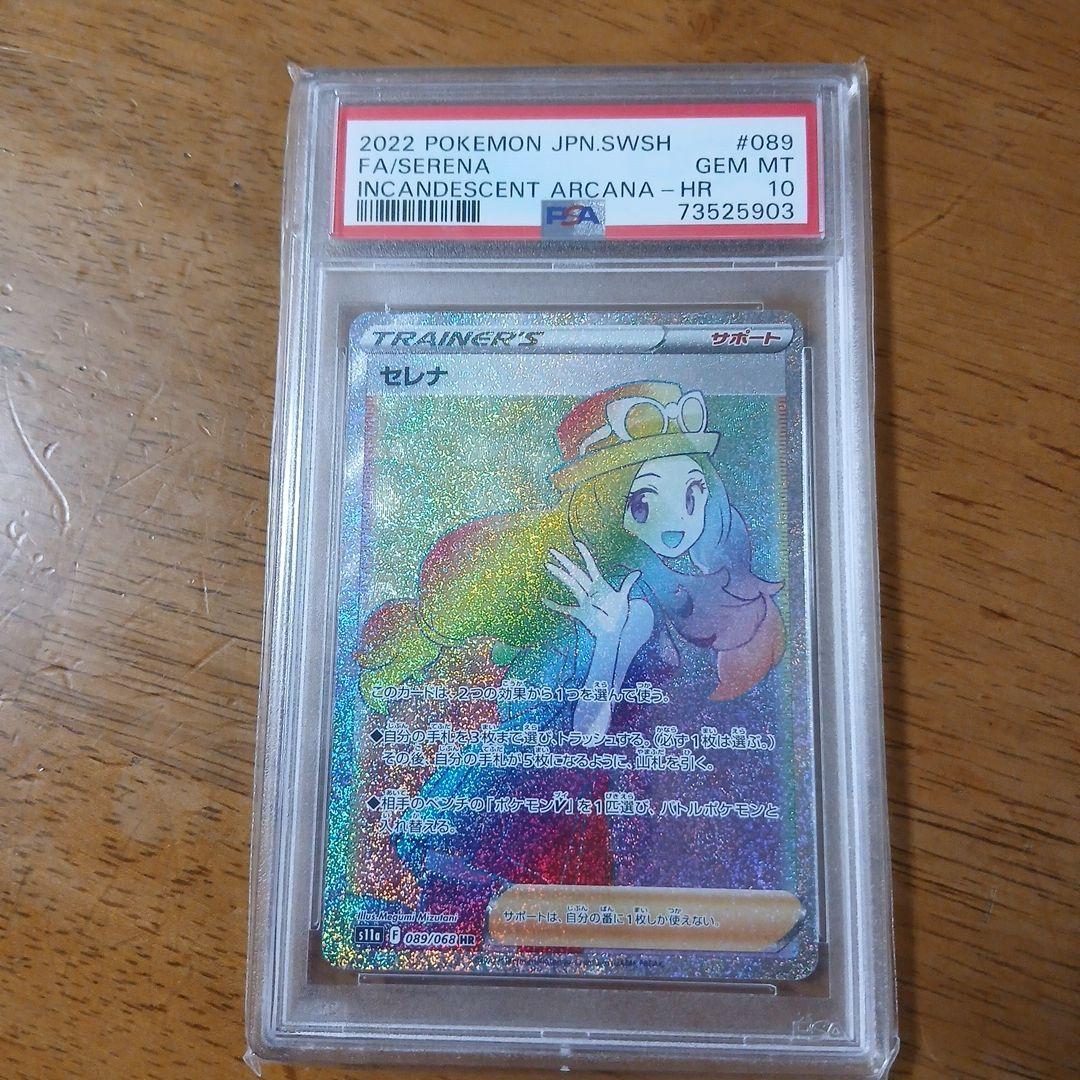 2022 POKEMON JPN.SWSH #089
FA/SERENA GEM MT
INCANDESCENT ARCANA-HR 10
PSA 73525903
TRAINER'S サポート
セレナ
このカードは、2つの効果から1つを選んで使う。
◆自分の手札を3枚まで選び、トラッシュする。(必ず1枚は選ぶ。)
その後、自分の手札が5枚になるように、山札を引く。
◆相手のベンチの「ポケモンV」を1匹選び、バトルポケモンと
入れ替える。
Illus. Megumi Mizutani
サポートは、自分の番に1枚しか使えない。
s11a F 089/068 HR